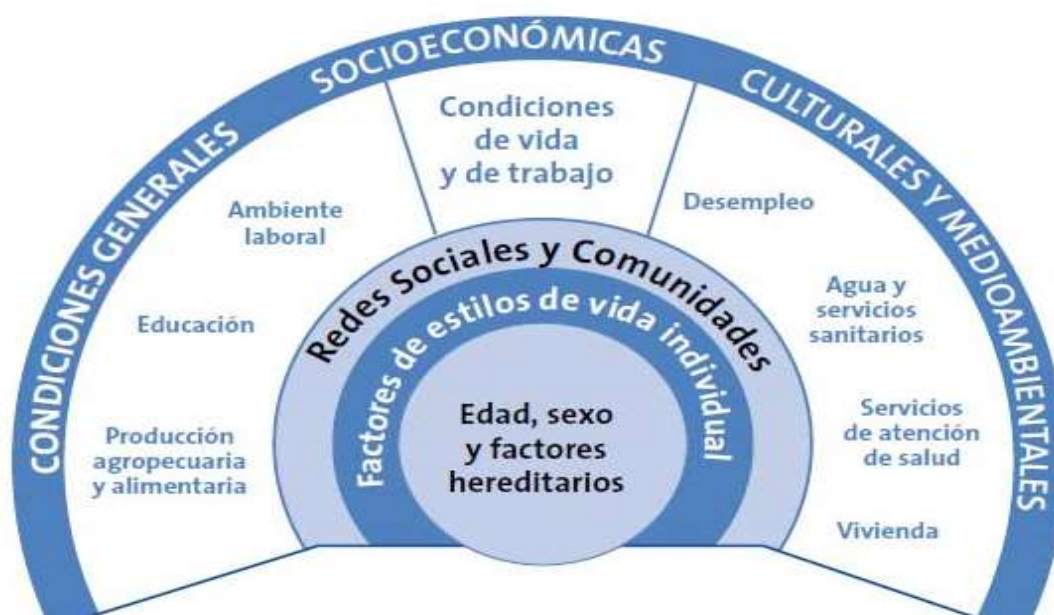 CONDICIONES GENERALES SOCIOECONÓMICAS CULTURALES Y MEDIOAMBIENTALES
Condiciones
de vida
y de trabajo
Ambiente
laboral
Educación
Producción
agropecuaria
y alimentaria
Desempleo
Agua y
servicios
sanitarios
Servicios
de atención
de salud
Vivienda
Redes Sociales y Comunidades
Factores de estilos de vida individual
Edad, sexo
y factores
hereditarios